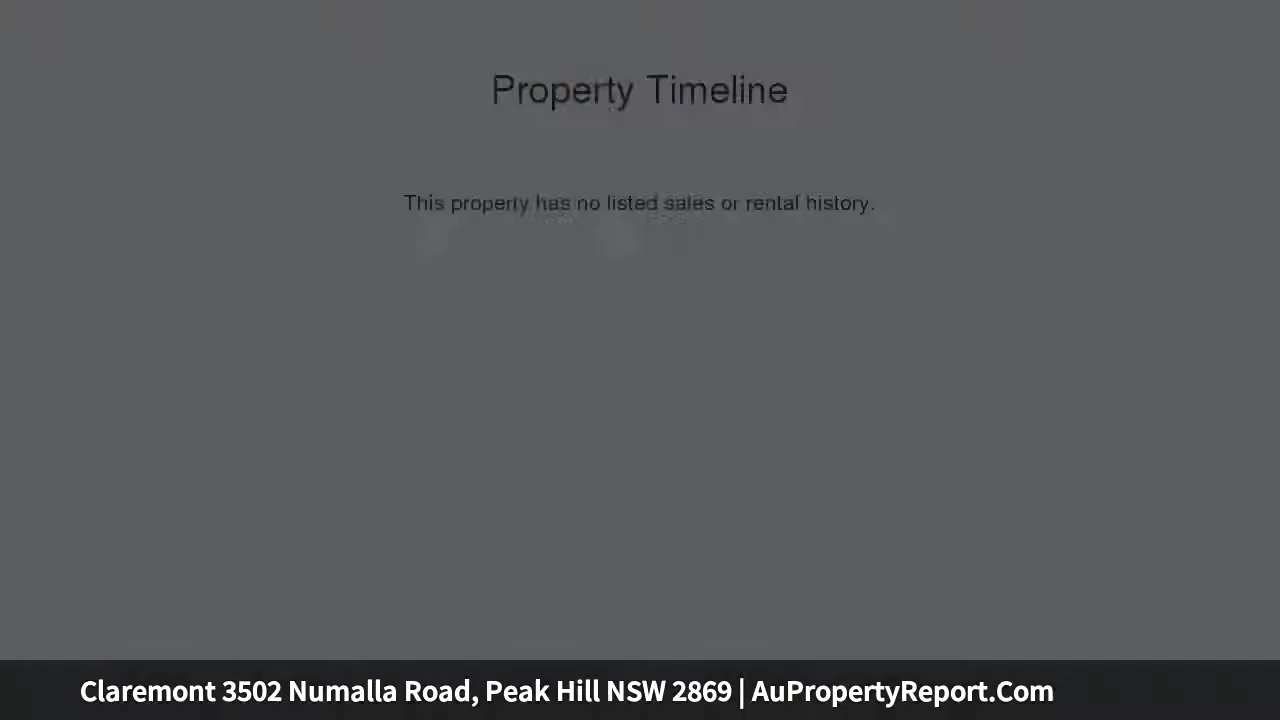 Property Timeline
This property has no listed sales or rental history.
Claremont 3502 Numalla Road, Peak Hill NSW 2869 | AuPropertyReport.Com